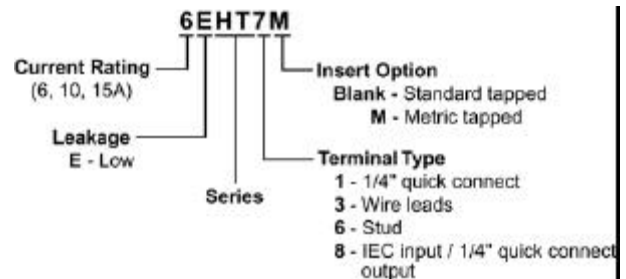 6EHT7M
Current Rating
(6, 10, 15A)
Leakage
E - Low
Series
Insert Option
Blank - Standard tapped
M - Metric tapped
Terminal Type
1 - 1/4" quick connect
3 - Wire leads
6 - Stud
8 - IEC input / 1/4" quick connect
output